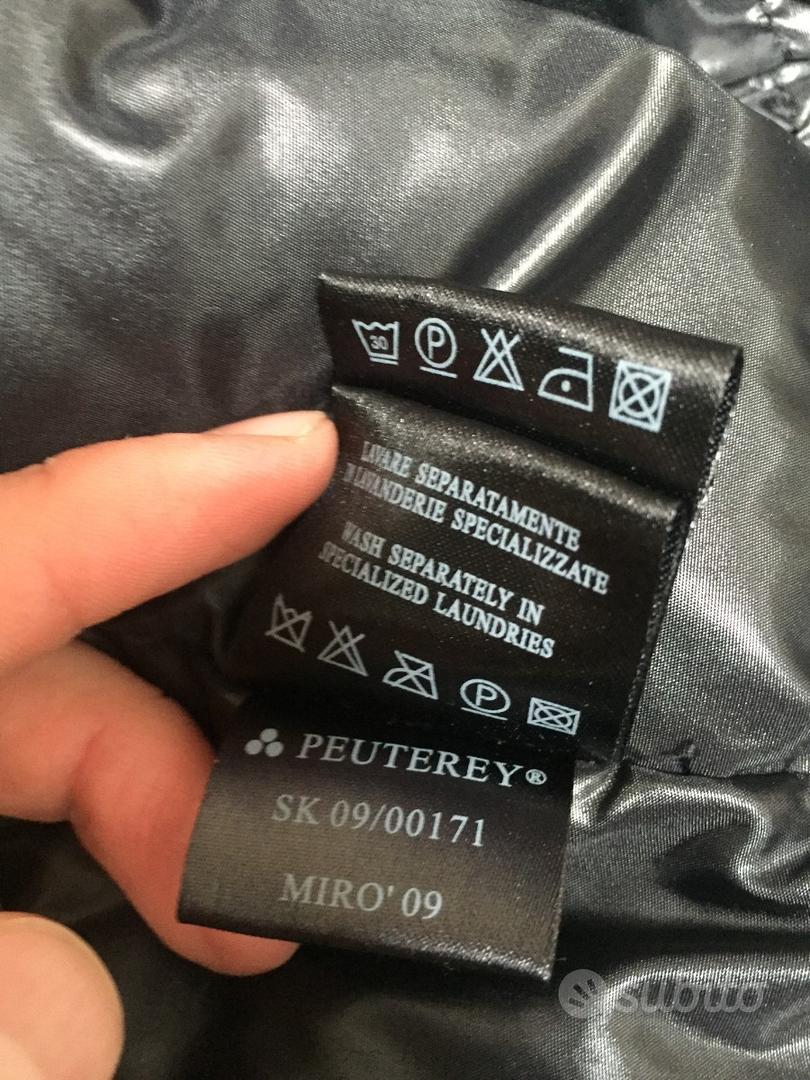 30 P
LAVARE SEPARATAMENTE
IN LAVANDERIE SPECIALIZZATE
WASH SEPARATELY IN
SPECIALIZED LAUNDRIES
P
PEUTEREY®
SK 09/00171
MIRO' 09
subito